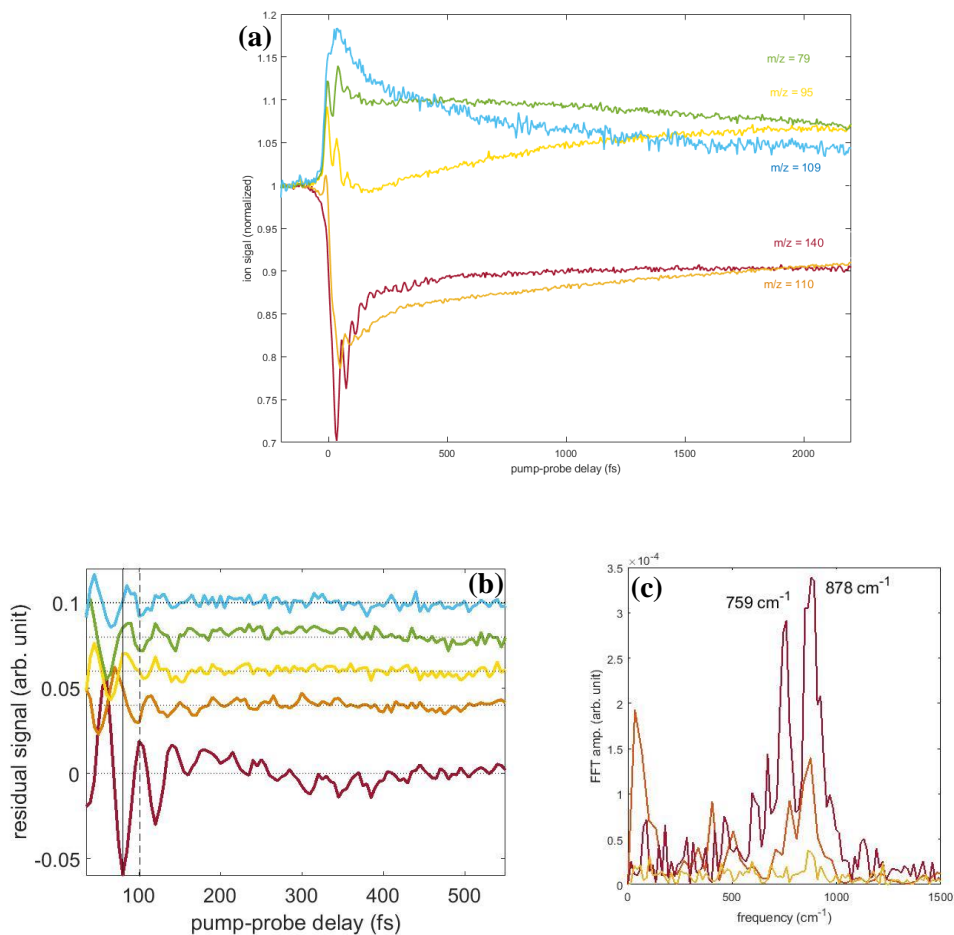 (a)
1.2
1.15
1.1
1.05
1
0.95
0.9
0.85
0.8
0.75
0.7
ion sigal (normalized)
m/z = 79
m/z = 95
m/z = 109
m/z = 140
m/z = 110
0
500
1000
1500
2000
pump-probe delay (fs)
(b)
0.1
0.05
0
-0.05
residual signal (arb. unit)
100
200
300
400
500
pump-probe delay (fs)
×10⁻⁴
(c)
3.5
3
2.5
2
1.5
1
0.5
0
FFT amp. (arb. unit)
759 cm⁻¹
878 cm⁻¹
0
500
1000
1500
frequency (cm⁻¹)